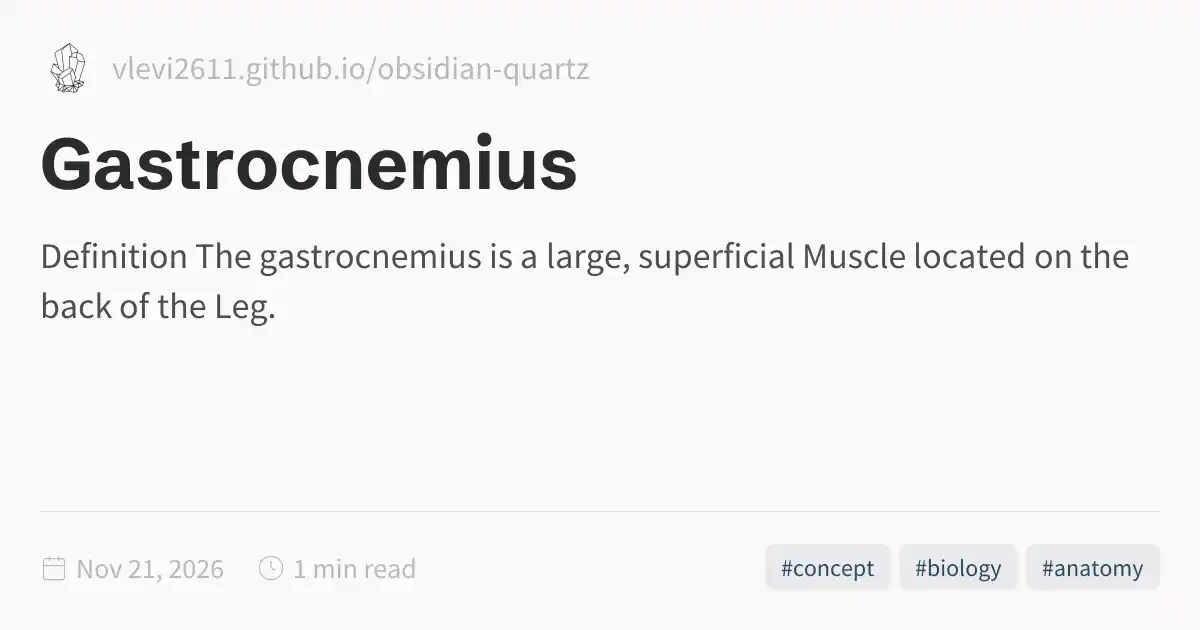 vlevi2611.github.io/obsidian-quartz
Gastrocnemius
Definition The gastrocnemius is a large, superficial Muscle located on the
back of the Leg.
Nov 21, 2026 1 min read #concept #biology #anatomy